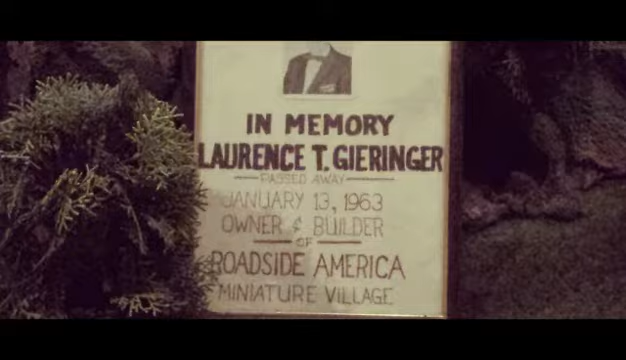 IN MEMORY
LAURENCE T. GIERINGER
PASSED AWAY
JANUARY 13, 1963
OWNER & BUILDER
OF
ROADSIDE AMERICA
MINIATURE VILLAGE